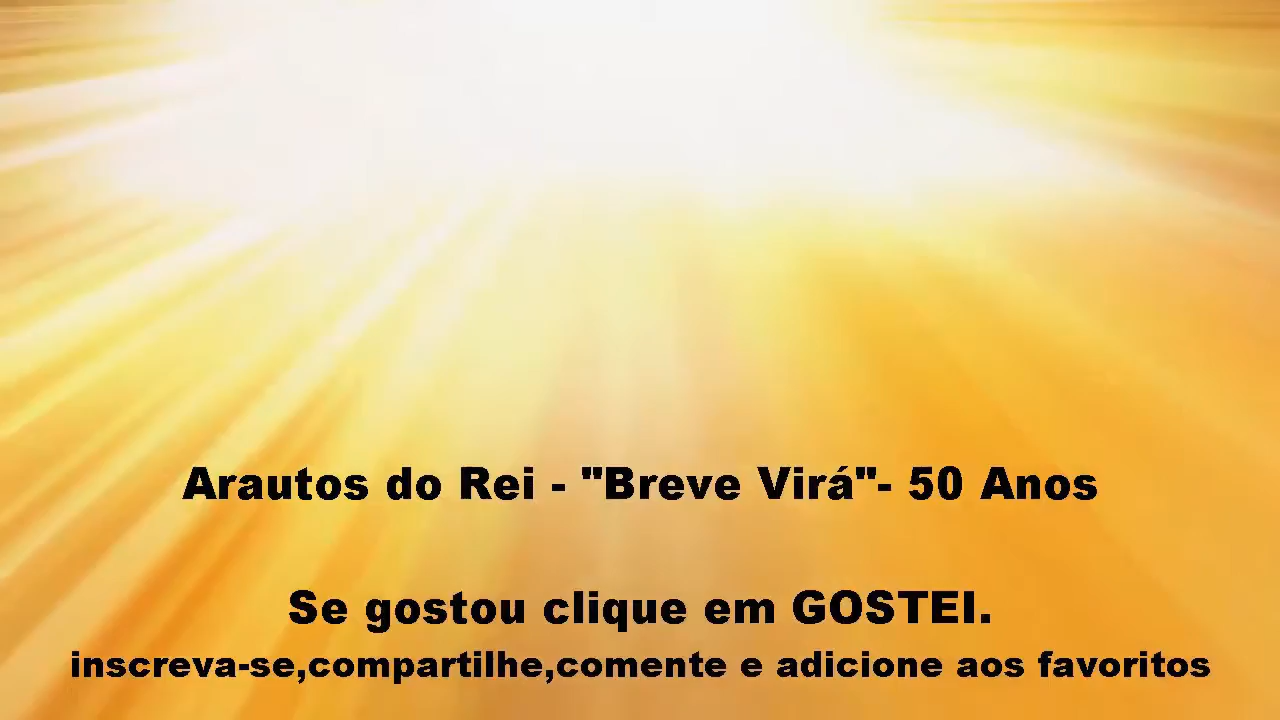 Arautos do Rei - "Breve Virá"- 50 Anos
Se gostou clique em GOSTEI.
inscreva-se,compartilhe,comente e adicione aos favoritos